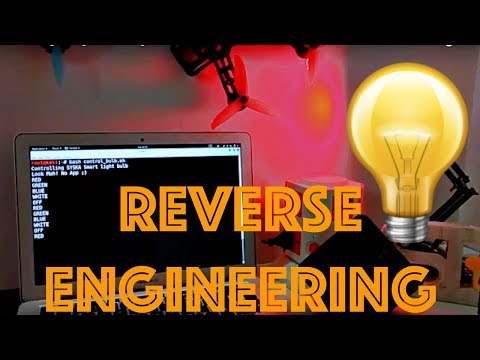 root@kali:~# bash control_bulb.sh
Controlling SYSKA Smart light bulb
Look Mah! No App ;)
RED
GREEN
BLUE
WHITE
OFF
RED
GREEN
BLUE
WHITE
OFF
RED
REVERSE
ENGINEERING